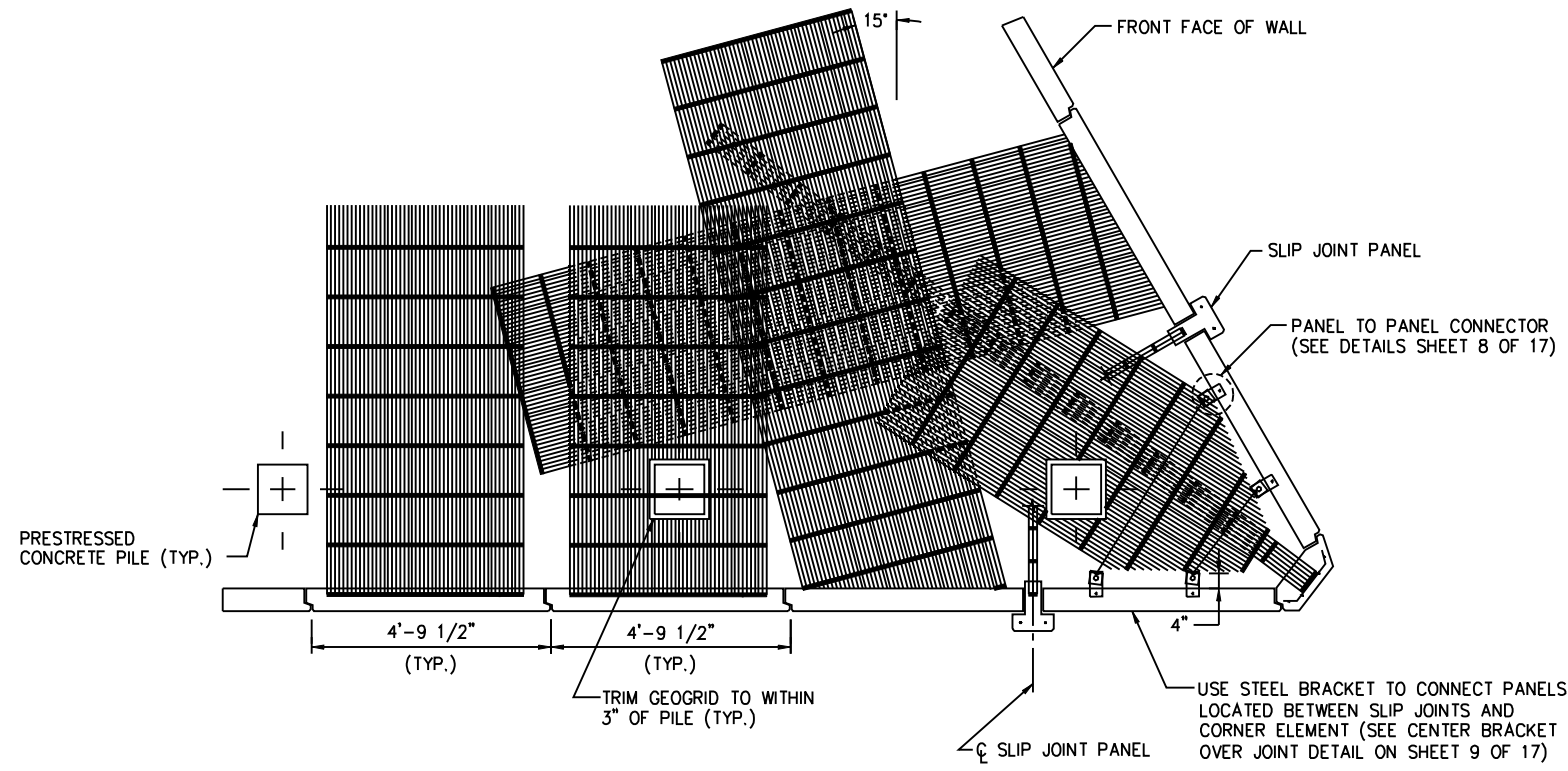 15°
FRONT FACE OF WALL
SLIP JOINT PANEL
PANEL TO PANEL CONNECTOR
(SEE DETAILS SHEET 8 OF 17)
PRESTRESSED
CONCRETE PILE (TYP.)
4'-9 1/2"
(TYP.)
4'-9 1/2"
(TYP.)
4"
TRIM GEOGRID TO WITHIN
3" OF PILE (TYP.)
USE STEEL BRACKET TO CONNECT PANELS
LOCATED BETWEEN SLIP JOINTS AND
CORNER ELEMENT (SEE CENTER BRACKET
OVER JOINT DETAIL ON SHEET 9 OF 17)
℄ SLIP JOINT PANEL